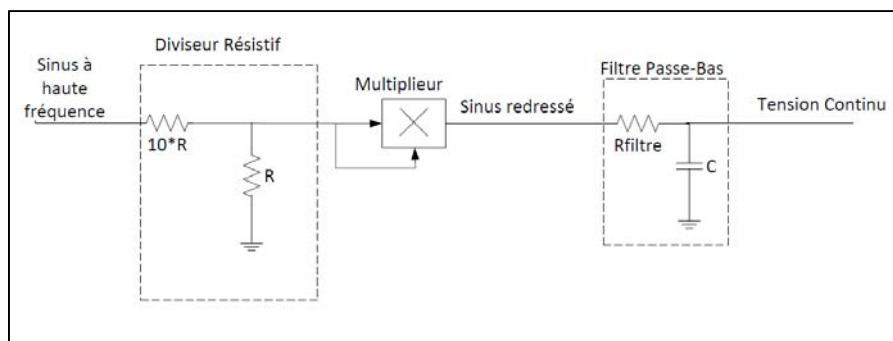 Diviseur Résistif
Sinus à
haute
fréquence
10*R
R
Multiplieur
Sinus redressé
Filtre Passe-Bas
Rfiltre
C
Tension Continu